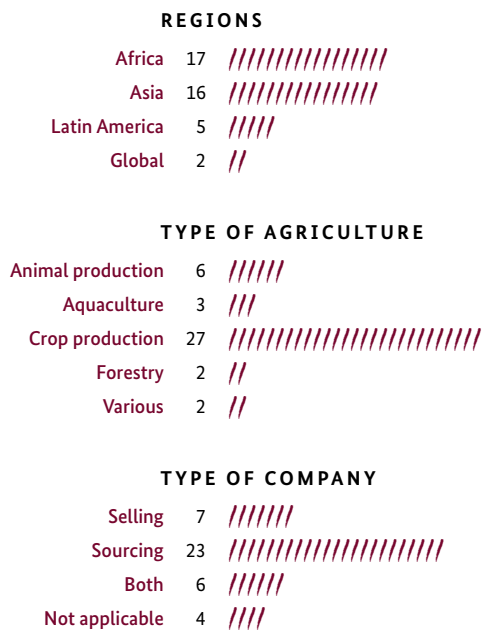 REGIONS
Africa 17
Asia 16
Latin America 5
Global 2
TYPE OF AGRICULTURE
Animal production 6
Aquaculture 3
Crop production 27
Forestry 2
Various 2
TYPE OF COMPANY
Selling 7
Sourcing 23
Both 6
Not applicable 4